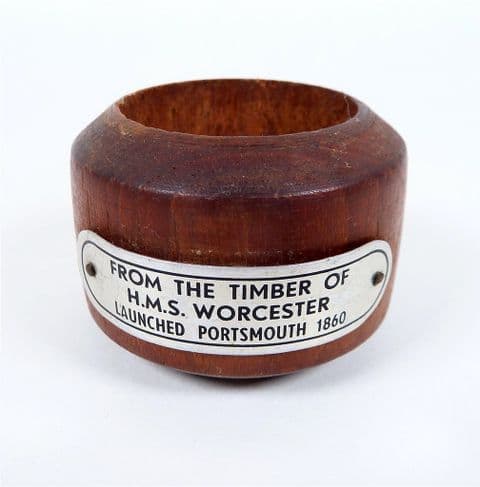 FROM THE TIMBER OF
H.M.S. WORCESTER
LAUNCHED PORTSMOUTH 1860